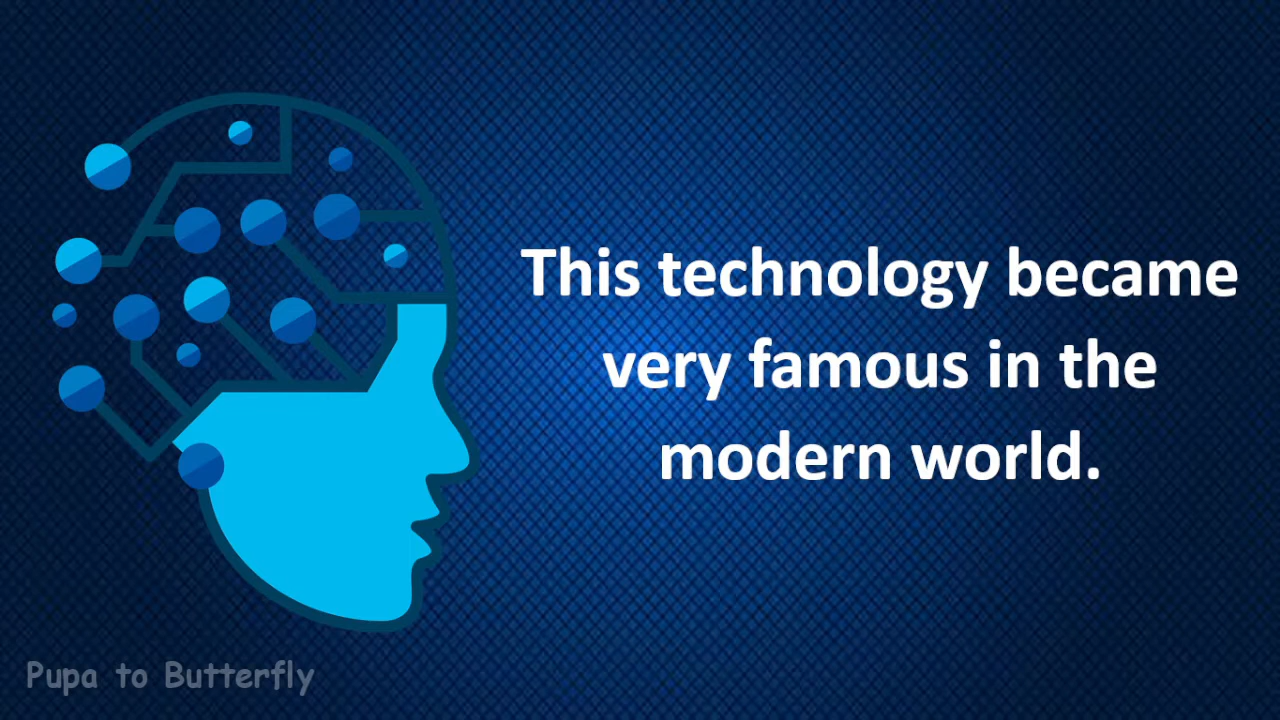 This technology became
very famous in the
modern world.
Pupa to Butterfly